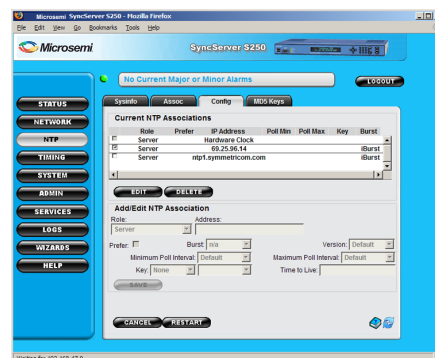 Microsemi SyncServer S250 - Mozilla Firefox
File Edit View Go Bookmarks Tools Help
Microsemi
SyncServer S250
No Current Major or Minor Alarms
LOGOUT
STATUS
NETWORK
NTP
TIMING
SYSTEM
ADMIN
SERVICES
LOGS
WIZARDS
HELP
Sysinfo Assoc Config MD5 Keys
Current NTP Associations
Role Prefer IP Address Poll Min Poll Max Key Burst
Server Hardware Clock
Server 69.25.96.14 iBurst
Server ntp1.symmetricom.com iBurst
EDIT DELETE
Add/Edit NTP Association
Role: Address:
Server
Prefer: Burst: n/a Version: Default
Minimum Poll Interval: Default Maximum Poll Interval: Default
Key: None Time to Live:
SAVE
CANCEL RESTART